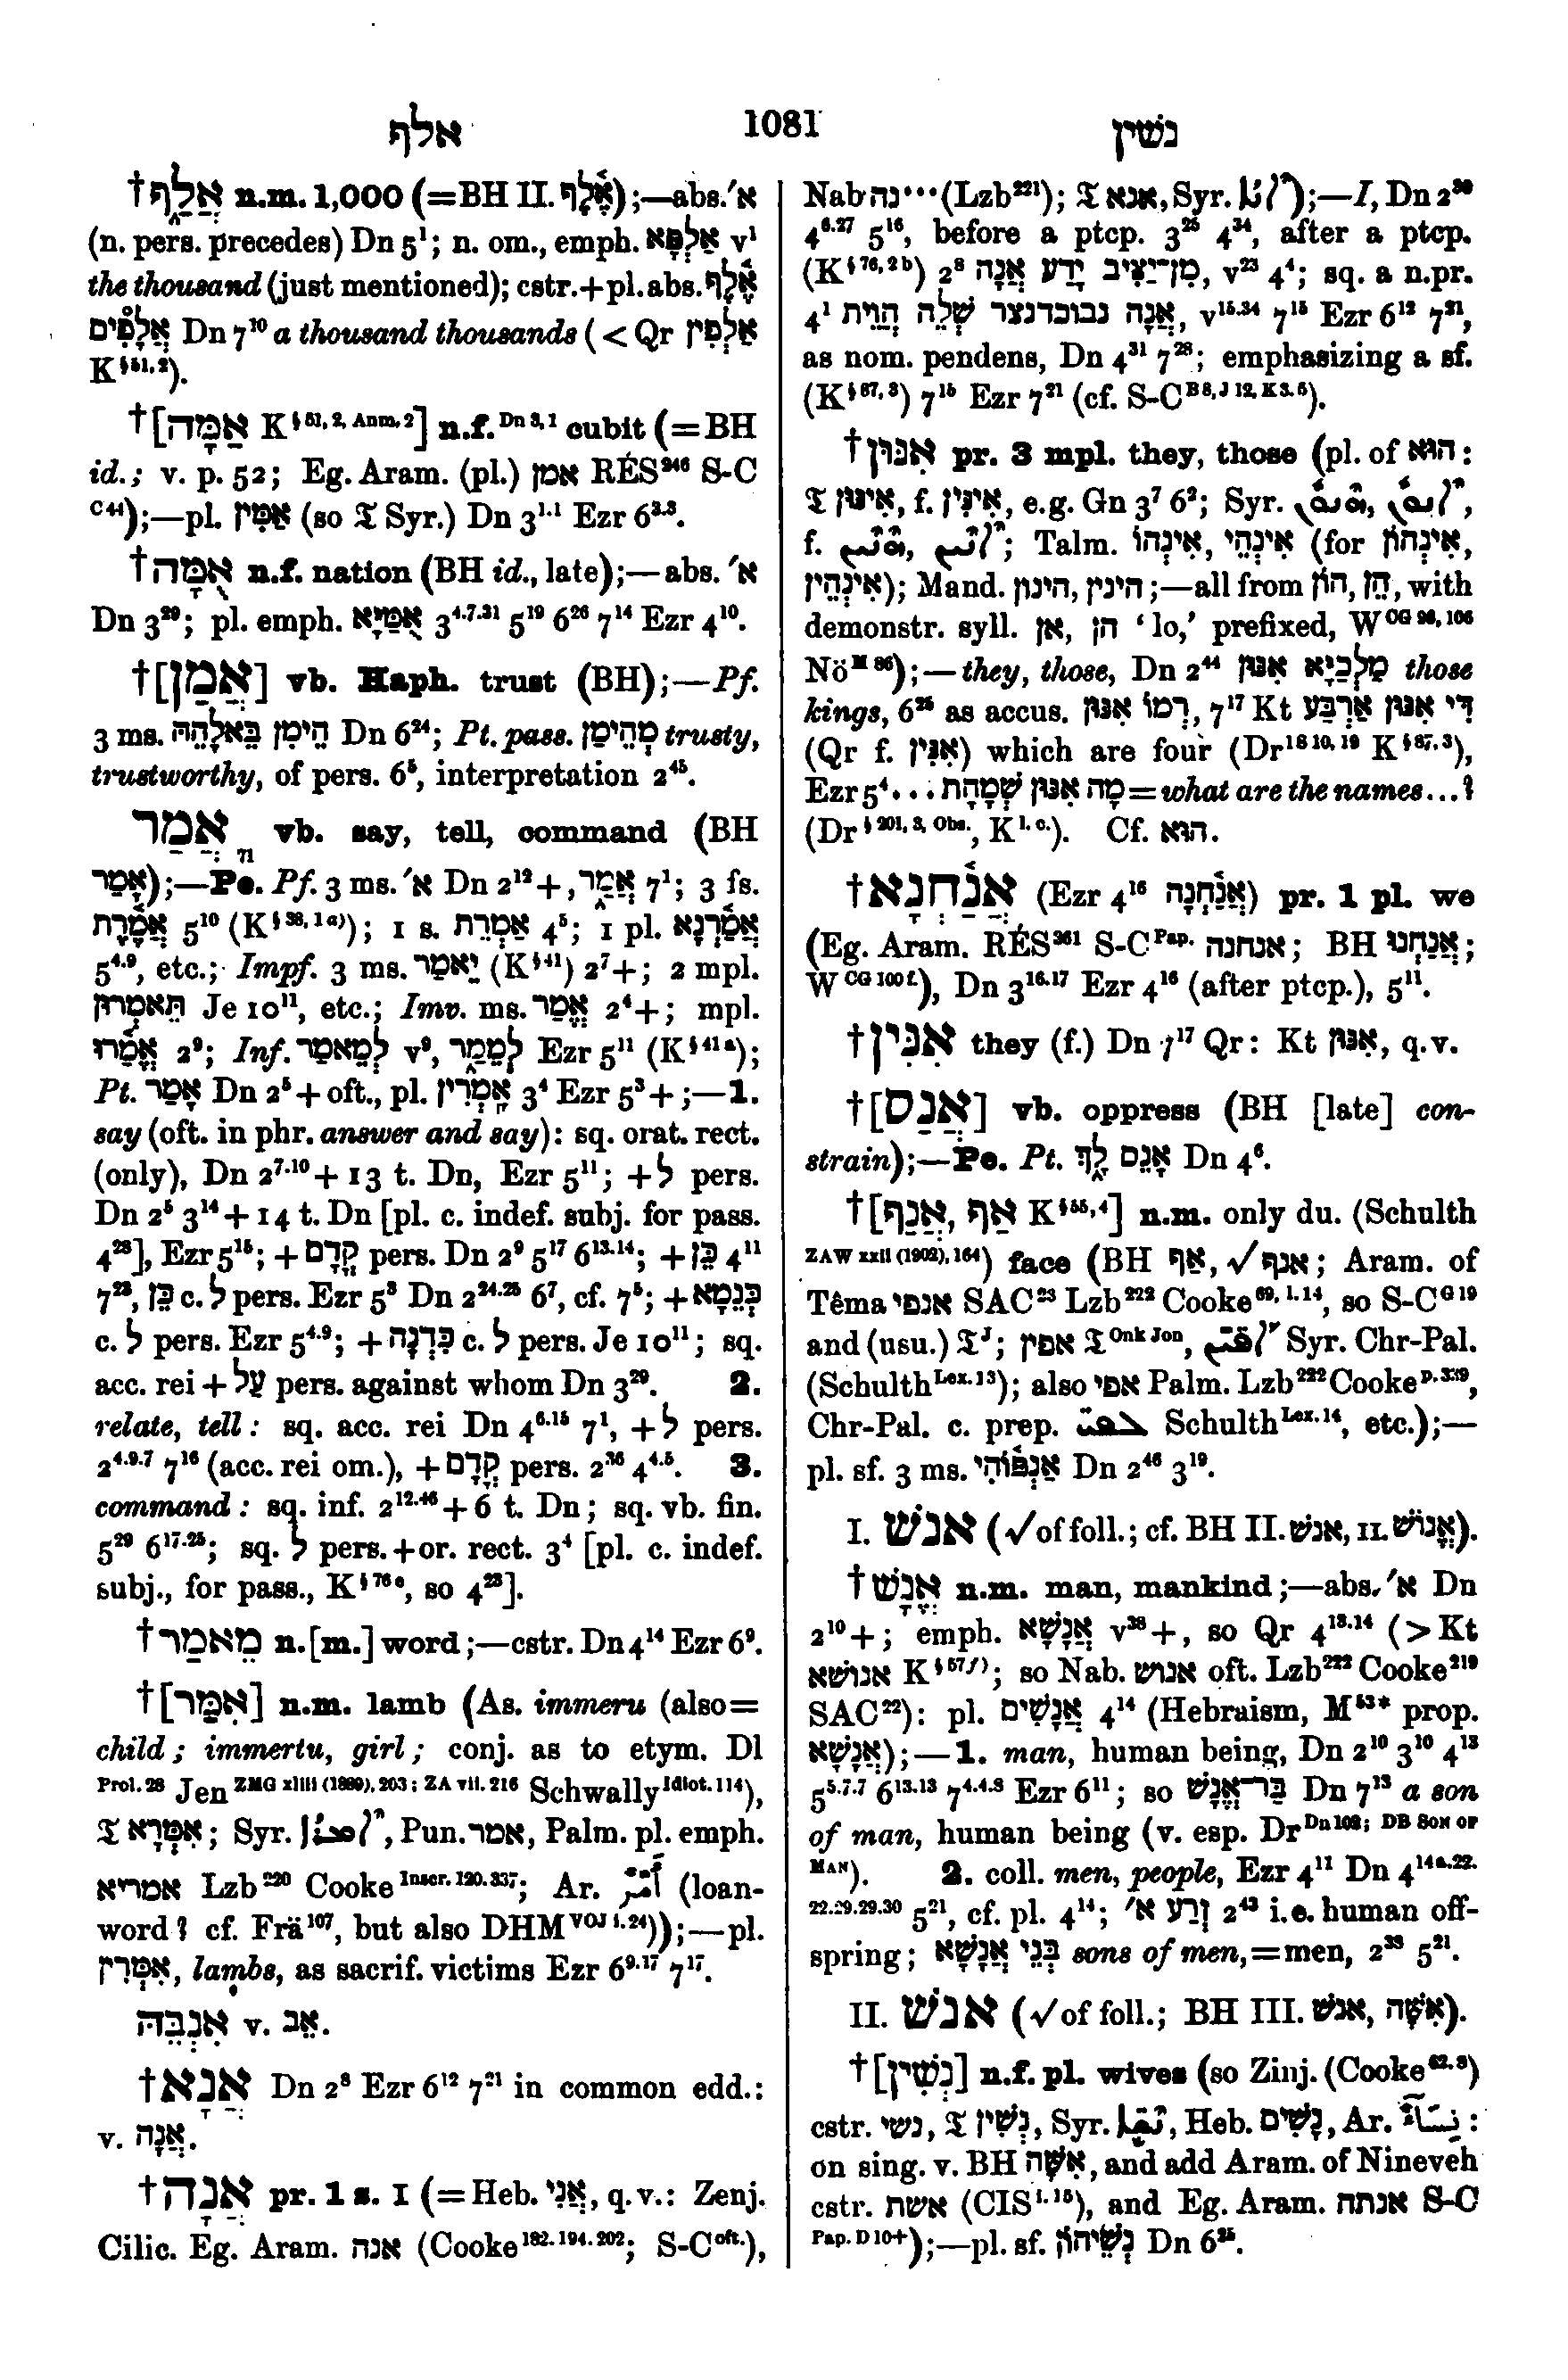 אלף 1081 נשין
†אֲלַף n.m. 1,000 (=BH II. אֶ֫לֶף);—abs. א׳
(n. pers. precedes) Dn 5¹; n. om., emph. אַלְפָּא v¹
the thousand (just mentioned); cstr.+pl. abs. אֶ֫לֶף
אֲלָפִ֯ים Dn 7¹⁰ a thousand thousands (< Qr אַלְפִין
K§⁵¹,²).
†[אַמָּה K§⁵¹, ², Anm. ²] n.f. Dn 3, 1 cubit (=BH
id.; v. p. 52; Eg. Aram. (pl.) אמן RÉS²⁴⁶ S-C
C⁴⁴);—pl. אַמִּין (so 𝔗 Syr.) Dn 3¹·¹ Ezr 6³·³.
†אֻמָּה n.f. nation (BH id., late);—abs. א׳
Dn 3²⁹; pl. emph. אֻמַּיָּא 3⁴·⁷·³¹ 5¹⁹ 6²⁶ 7¹⁴ Ezr 4¹⁰.
†[אֲמַן] vb. Haph. trust (BH);—Pf.
3 ms. הֵימִן בֵּאלָהֵהּ Dn 6²⁴; Pt. pass. מְהֵימַן trusty,
trustworthy, of pers. 6⁵, interpretation 2⁴⁵.
אֲמַר₇₁ vb. say, tell, command (BH
אָמַר);—Pe. Pf. 3 ms. א׳ Dn 2¹²+, אֲמַר 7¹; 3 fs.
אֲמֶ֫רֶת 5¹⁰ (K§³⁸,¹ᵃ⁾); 1 s. אַמְרֵת 4⁵; 1 pl. אֲמַ֫רְנָא
5⁴·⁹, etc.; Impf. 3 ms. יֵאמַר (K§⁴¹) 2⁷+; 2 mpl.
תֵּאמְרוּן Je 10¹¹, etc.; Imv. ms. אֱמַר 2⁴+; mpl.
אֱמַ֫רוּ 2⁹; Inf. לְמֵאמַר v⁹, לְמֵמַר Ezr 5¹¹ (K§⁴¹ᵃ);
Pt. אָמַר Dn 2⁵+oft., pl. אָמְרִין 3⁴ Ezr 5³+;—1.
say (oft. in phr. answer and say): sq. orat. rect.
(only), Dn 2⁷·¹⁰+13 t. Dn, Ezr 5¹¹; +לְ pers.
Dn 2⁵ 3¹⁴+14 t. Dn [pl. c. indef. subj. for pass.
4²⁸], Ezr 5¹⁵; +קֳדָם pers. Dn 2⁹ 5¹⁷ 6¹³·¹⁴; +כֵּן 4¹¹
7²³, כֵּן c. לְ pers. Ezr 5³ Dn 2²⁴·²⁵ 6⁷, cf. 7⁵; +כְּנֵמָא
c. לְ pers. Ezr 5⁴·⁹; +כִּדְנָה c. לְ pers. Je 10¹¹; sq.
acc. rei+עַל pers. against whom Dn 3²⁹. 2.
relate, tell: sq. acc. rei Dn 4⁶·¹⁵ 7¹, +לְ pers.
2⁴·⁹·⁷ 7¹⁶ (acc. rei om.), +קֳדָם pers. 2³⁶ 4⁴·⁵. 3.
command: sq. inf. 2¹²·⁴⁶+6 t. Dn; sq. vb. fin.
5²⁹ 6¹⁷·²⁵; sq. לְ pers.+or. rect. 3⁴ [pl. c. indef.
subj., for pass., K§⁷⁶ᵉ, so 4²⁸].
†מֵאמַר n.[m.] word;—cstr. Dn 4¹⁴ Ezr 6⁹.
†[אִמַּר] n.m. lamb (As. immeru (also=
child; immertu, girl; conj. as to etym. Dl
Prol. 28 Jen ZMG xliii (1889), 203; ZA vii. 216 Schwally Idiot. 114),
𝔗 אִמְּרָא; Syr. ܐܡܪܐ, Pun. אמר, Palm. pl. emph.
אמריא Lzb²²⁰ Cooke Inscr. 120. 337; Ar. أُمَّر (loan-
word? cf. Frä¹⁰⁷, but also DHM VOJ i. 24));—pl.
אִמְּרִין, lambs, as sacrif. victims Ezr 6⁹·¹⁷ 7¹⁷.
אִנְבֵּהּ v. אֵב.
†אֲנָא Dn 2⁸ Ezr 6¹² 7²¹ in common edd.:
v. אֲנָה.
†אֲנָה pr. 1 s. I (=Heb. אֲנִי, q.v.: Zenj.
Cilic. Eg. Aram. אנה (Cooke¹⁸²·¹⁹⁴·²⁰²; S-C oft.),
Nab נה··· (Lzb²²¹); 𝔗 אנא, Syr. ܐܢܐ);—I, Dn 2³⁰
4⁶·²⁷ 5¹⁶, before a ptcp. 3²⁵ 4³⁴, after a ptcp.
(K§⁷⁶,²ᵇ) 2⁸ מִן־יַצִּיב יָדַע אֲנָה, v²³ 4⁴; sq. a n.pr.
4¹ אֲנָה נבוכדנצר שְׁלֵה הֲוֵית, v¹⁵·³⁴ 7¹⁵ Ezr 6¹² 7²¹,
as nom. pendens, Dn 4³¹ 7²⁸; emphasizing a sf.
(K§⁸⁷,³) 7¹⁵ Ezr 7²¹ (cf. S-C B 8, J 12, K 3. 5).
†אִנּוּן pr. 3 mpl. they, those (pl. of הוּא:
𝔗 אִינּוּן, f. אִינִּין, e.g. Gn 3⁷ 6²; Syr. ܗܢܘܢ, ܐܢܘܢ,
f. ܗܢܝܢ, ܐܢܝܢ; Talm. אִינְהוֹ, אִינְהֵי (for אִינְהוֹן,
אִינְהֵין); Mand. הינון, הינין;—all from הוֹן, הֵן, with
demonstr. syll. אן, הן ‘lo,’ prefixed, W CG 98, 106
Nö M 86);—they, those, Dn 2⁴⁴ מַלְכַיָּא אִנּוּן those
kings, 6²⁵ as accus. רְמוֹ אִנּוּן, 7¹⁷ Kt דִּי אִנּוּן אַרְבַּע
(Qr f. אִנִּין) which are four (Dr¹⁸ ¹⁰, ¹⁹ K§⁸⁷,³),
Ezr 5⁴... מָה אִנּוּן שְׁמָהָת=what are the names...?
(Dr§²⁰¹, ³, Obs., K l. c.). Cf. הוּא.
†אֲנַ֫חְנָא (Ezr 4¹⁶ אֲנַ֫חְנָה) pr. 1 pl. we
(Eg. Aram. RÉS³⁶¹ S-C Pap. אנחנה; BH אֲנַחְנוּ;
W CG 100 f.), Dn 3¹⁶·¹⁷ Ezr 4¹⁶ (after ptcp.), 5¹¹.
†אִנִּין they (f.) Dn 7¹⁷ Qr: Kt אִנּוּן, q.v.
†[אֲנַס] vb. oppress (BH [late] con-
strain);—Pe. Pt. אָנֵס לָךְ Dn 4⁶.
†[אֲנַף, אַף K§⁵⁵,⁴] n.m. only du. (Schulth
ZAW xxii (1902), 164) face (BH אַף, √אנף; Aram. of
Têma אנפי SAC²³ Lzb²²² Cooke⁶⁹, ¹·¹⁴, so S-C G 19
and (usu.) 𝔗ᴶ; אפין 𝔗 Onk Jon, ܐܦܝܢ Syr. Chr-Pal.
(Schulth Lex. 13); also אפי Palm. Lzb²²² Cooke p. 339,
Chr-Pal. c. prep. Schulth Lex. 14, etc.);—
pl. sf. 3 ms. אַנְפּ֫וֹהִי Dn 2⁴⁶ 3¹⁹.
I. אנשׁ (√of foll.; cf. BH II. אנשׁ, II. אֱנוֹשׁ).
†אֱנָשׁ n.m. man, mankind;—abs. א׳ Dn
2¹⁰+; emph. אֲנָשָׁא v³⁸+, so Qr 4¹³·¹⁴ (>Kt
אנושׁא K§⁵⁷ᶠ⁾; so Nab. אנוש oft. Lzb²²² Cooke²¹⁹
SAC²²): pl. אֲנָשִׁים 4¹⁴ (Hebraism, M⁵³* prop.
אֲנָשָׁא);—1. man, human being, Dn 2¹⁰ 3¹⁰ 4¹³
5⁵·⁷·⁷ 6¹³·¹³ 7⁴·⁴·⁸ Ezr 6¹¹; so בַּר־אֱנָשׁ Dn 7¹³ a son
of man, human being (v. esp. Dr Dn 102; DB SON OF
MAN). 2. coll. men, people, Ezr 4¹¹ Dn 4¹⁴ᵃ·²²·
²²·²⁹·²⁹·³⁰ 5²¹, cf. pl. 4¹⁴; זְרַע א׳ 2⁴³ i.e. human off-
spring; בְּנֵי אֲנָשָׁא sons of men,=men, 2³⁸ 5²¹.
II. אנשׁ (√of foll.; BH III. אנשׁ, אִשָּׁה).
†[נְשִׁין] n.f. pl. wives (so Zinj. (Cooke⁶²·⁸)
cstr. נשי, 𝔗 נְשִׁין, Syr. ܢܫܐ, Heb. נָשִׁים, Ar. نِسَآءٌ:
on sing. v. BH אִשָּׁה, and add Aram. of Nineveh
cstr. אשת (CIS i. 15), and Eg. Aram. אנתה S-C
Pap. D 10+);—pl. sf. נְשֵׁיהוֹן Dn 6²⁵.